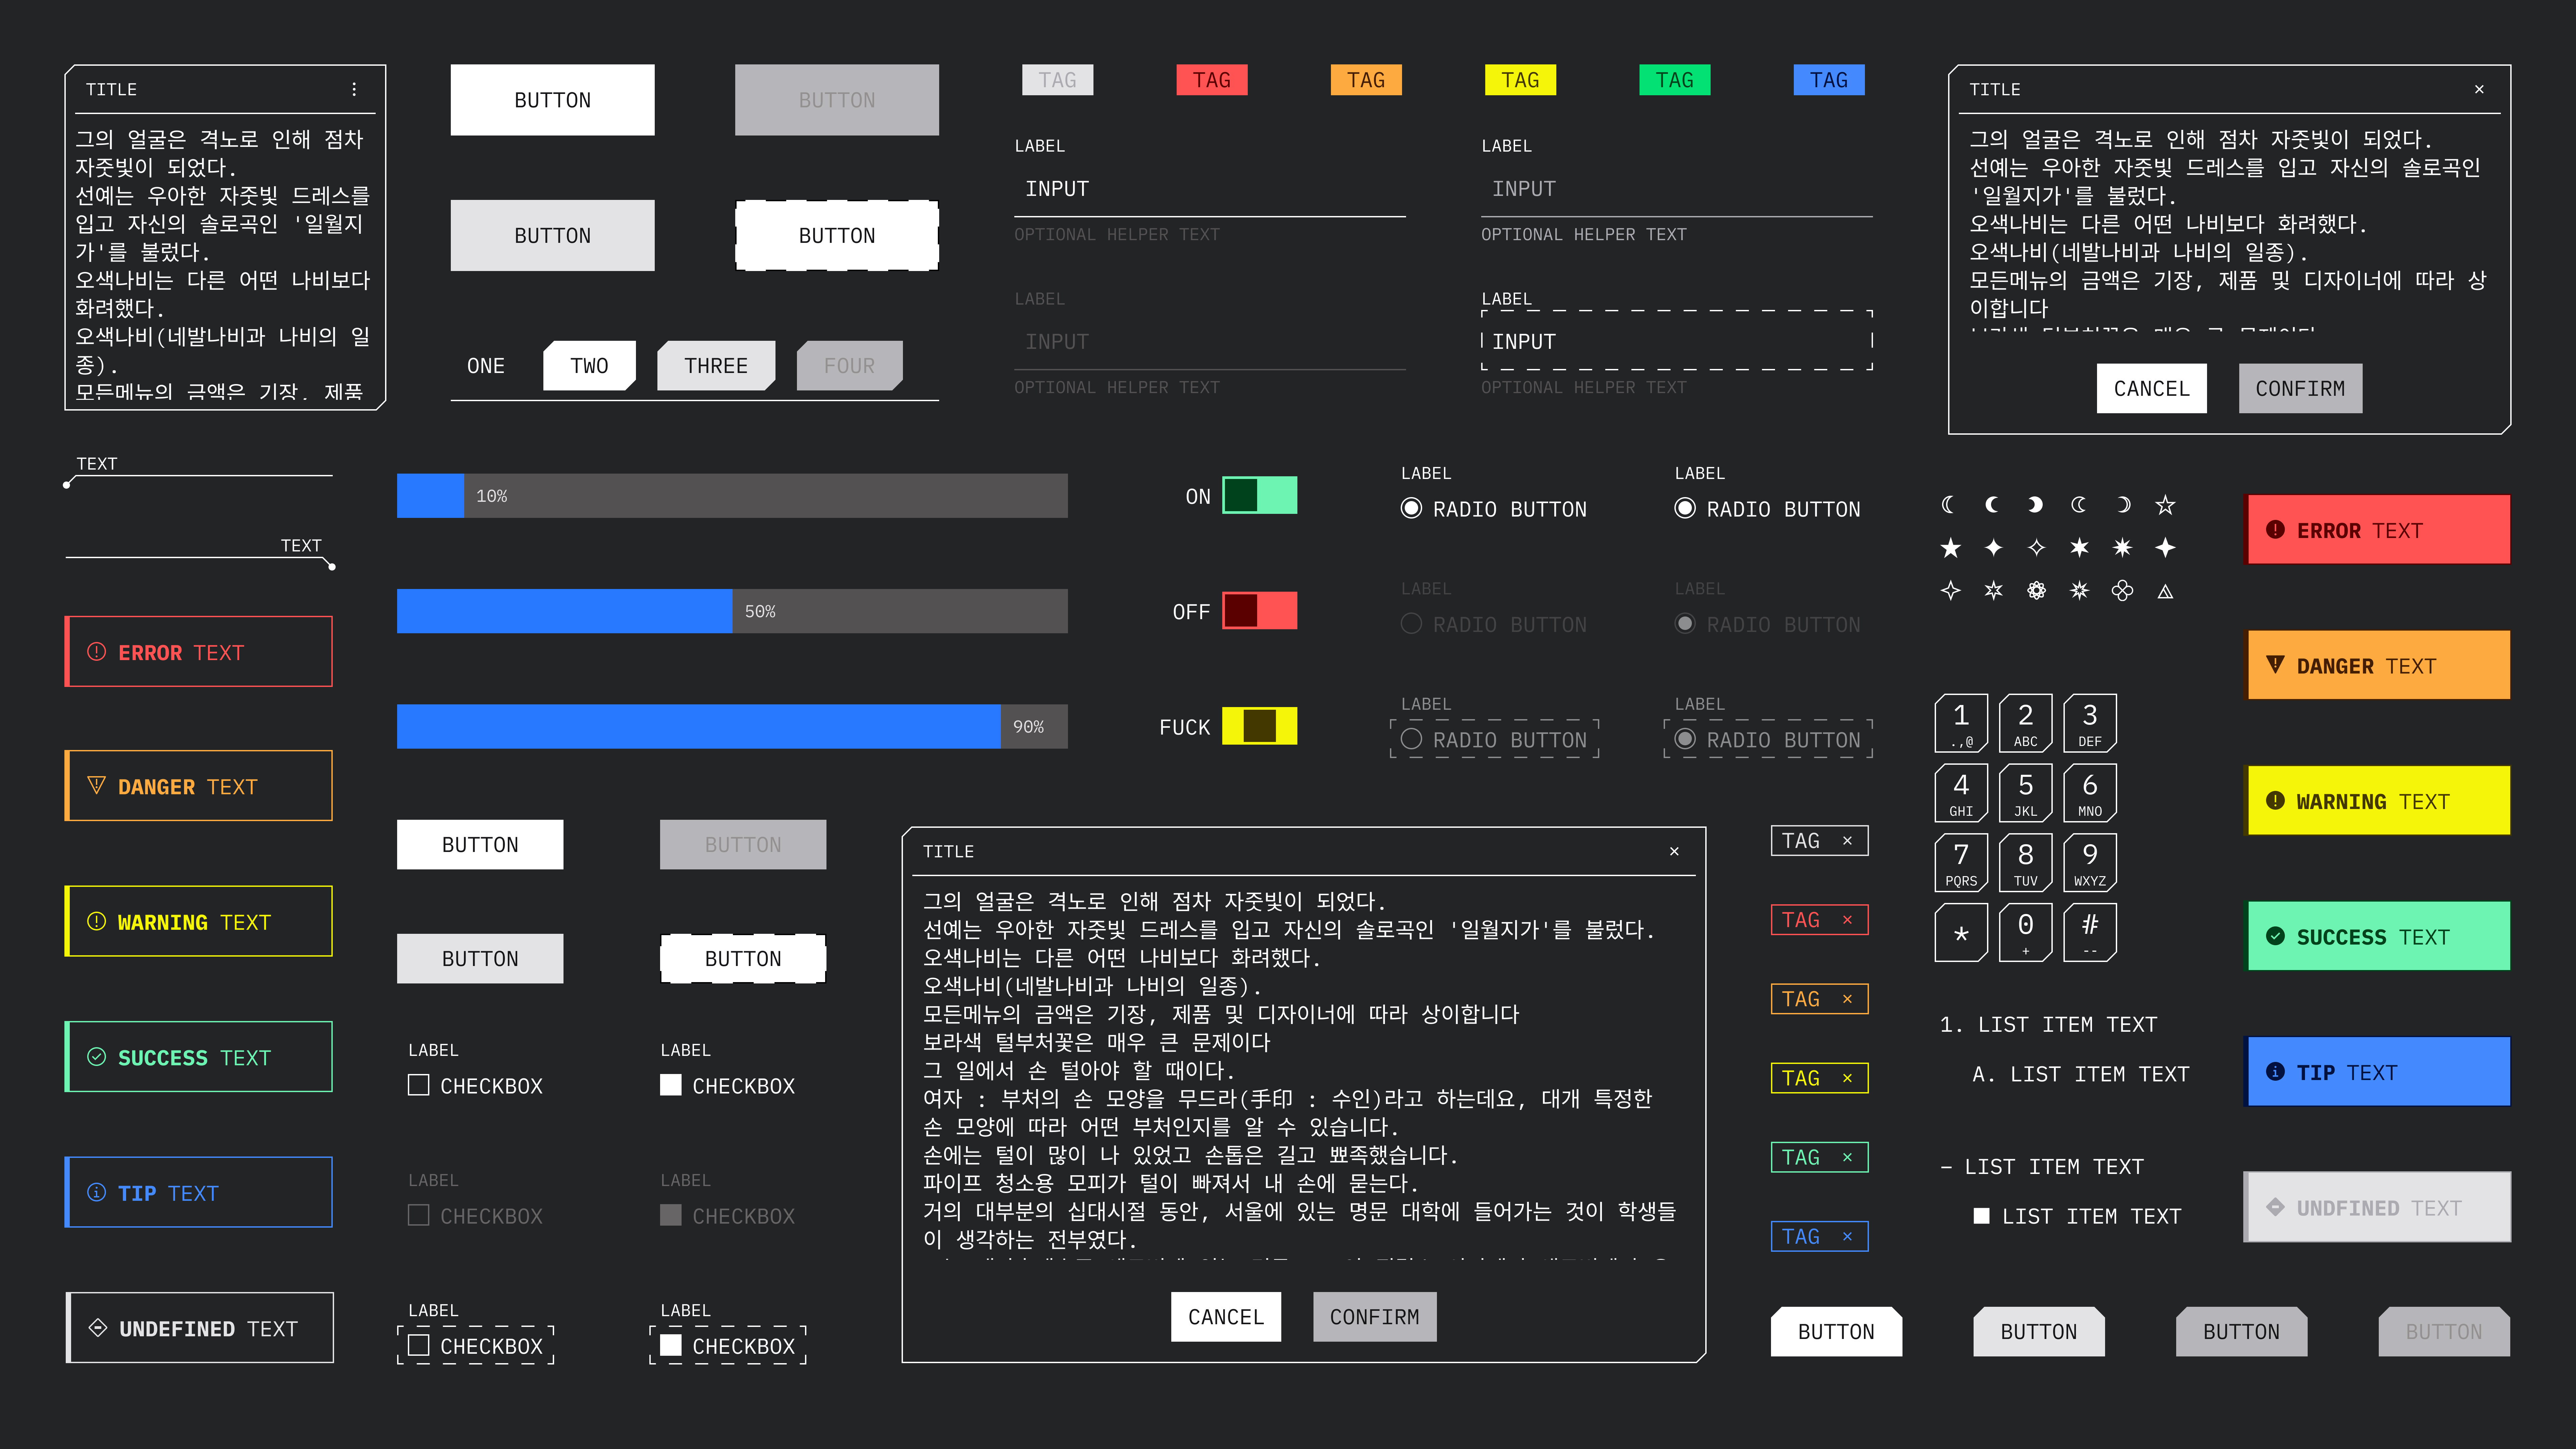 TITLE
그의 얼굴은 격노로 인해 점차
자줏빛이 되었다.
선예는 우아한 자줏빛 드레스를
입고 자신의 솔로곡인 '일월지
가'를 불렀다.
오색나비는 다른 어떤 나비보다
화려했다.
오색나비(네발나비과 나비의 일
종).
모든메뉴의 금액은 기장, 제품
BUTTON
BUTTON
BUTTON
BUTTON
ONE TWO THREE FOUR
TAG TAG TAG TAG TAG TAG
LABEL
INPUT
OPTIONAL HELPER TEXT
LABEL
INPUT
OPTIONAL HELPER TEXT
LABEL
INPUT
OPTIONAL HELPER TEXT
LABEL
INPUT
OPTIONAL HELPER TEXT
TITLE ×
그의 얼굴은 격노로 인해 점차 자줏빛이 되었다.
선예는 우아한 자줏빛 드레스를 입고 자신의 솔로곡인
'일월지가'를 불렀다.
오색나비는 다른 어떤 나비보다 화려했다.
오색나비(네발나비과 나비의 일종).
모든메뉴의 금액은 기장, 제품 및 디자이너에 따라 상
이합니다
CANCEL CONFIRM
TEXT
TEXT
ERROR TEXT
DANGER TEXT
WARNING TEXT
SUCCESS TEXT
TIP TEXT
UNDEFINED TEXT
10%
50%
90%
ON
OFF
FUCK
LABEL
RADIO BUTTON
LABEL
RADIO BUTTON
LABEL
RADIO BUTTON
LABEL
RADIO BUTTON
LABEL
RADIO BUTTON
LABEL
RADIO BUTTON
BUTTON
BUTTON
BUTTON
BUTTON
LABEL
CHECKBOX
LABEL
CHECKBOX
LABEL
CHECKBOX
LABEL
CHECKBOX
LABEL
CHECKBOX
LABEL
CHECKBOX
TITLE ×
그의 얼굴은 격노로 인해 점차 자줏빛이 되었다.
선예는 우아한 자줏빛 드레스를 입고 자신의 솔로곡인 '일월지가'를 불렀다.
오색나비는 다른 어떤 나비보다 화려했다.
오색나비(네발나비과 나비의 일종).
모든메뉴의 금액은 기장, 제품 및 디자이너에 따라 상이합니다
보라색 털부처꽃은 매우 큰 문제이다
그 일에서 손 털아야 할 때이다.
여자 : 부처의 손 모양을 무드라(手印 : 수인)라고 하는데요, 대개 특정한
손 모양에 따라 어떤 부처인지를 알 수 있습니다.
손에는 털이 많이 나 있었고 손톱은 길고 뾰족했습니다.
파이프 청소용 모피가 털이 빠져서 내 손에 묻는다.
거의 대부분의 십대시절 동안, 서울에 있는 명문 대학에 들어가는 것이 학생들
이 생각하는 전부였다.
CANCEL CONFIRM
TAG ×
TAG ×
TAG ×
TAG ×
TAG ×
TAG ×
1 2 3
.,@ ABC DEF
4 5 6
GHI JKL MNO
7 8 9
PQRS TUV WXYZ
* 0 #
+ --
1. LIST ITEM TEXT
A. LIST ITEM TEXT
– LIST ITEM TEXT
■ LIST ITEM TEXT
ERROR TEXT
DANGER TEXT
WARNING TEXT
SUCCESS TEXT
TIP TEXT
UNDFINED TEXT
BUTTON BUTTON BUTTON BUTTON